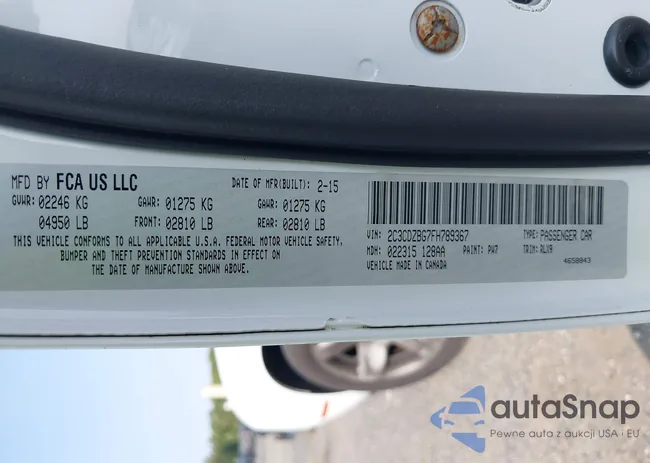 MFD BY FCA US LLC
DATE OF MFR(BUILT): 2-15
GVWR: 02246 KG
GAWR: 01275 KG
GAWR: 01275 KG
04950 LB
FRONT: 02810 LB
REAR: 02810 LB
THIS VEHICLE CONFORMS TO ALL APPLICABLE U.S.A. FEDERAL MOTOR VEHICLE SAFETY,
BUMPER AND THEFT PREVENTION STANDARDS IN EFFECT ON
THE DATE OF MANUFACTURE SHOWN ABOVE.
VIN: 2C3CDZBG7FH789367
TYPE: PASSENGER CAR
MDH: 022315 128AA
PAINT: PW7
TRIM: RLX9
VEHICLE MADE IN CANADA
4658843
autaSnap
Pewne auta z aukcji USA i EU